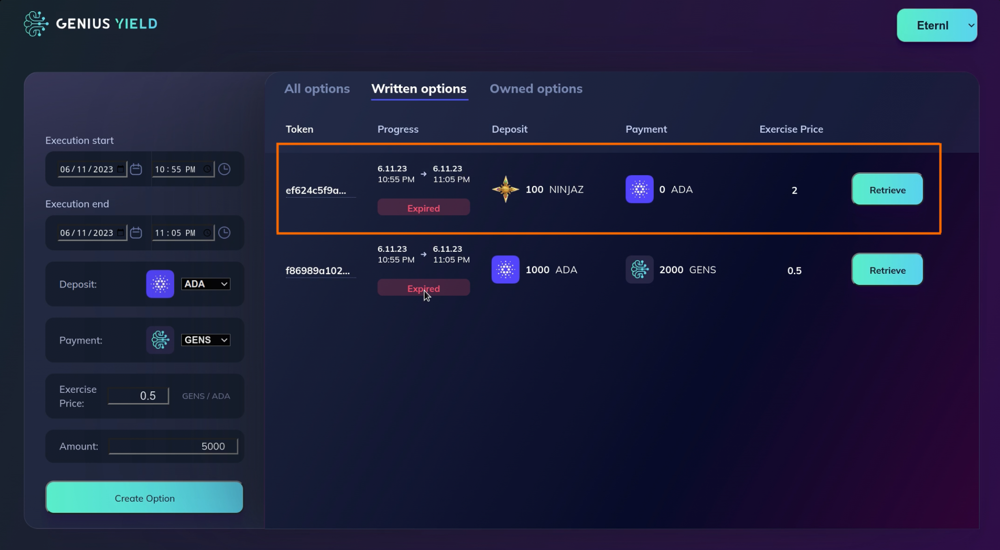 GENIUS YIELD
Eternl
All options Written options Owned options
Token Progress Deposit Payment Exercise Price
Execution start
06/11/2023 10:55 PM
Execution end
06/11/2023 11:05 PM
Deposit: ADA
Payment: GENS
Exercise
Price: 0.5 GENS / ADA
Amount: 5000
Create Option
6.11.23 6.11.23
10:55 PM → 11:05 PM
ef624c5f9a... 100 NINJAZ 0 ADA 2 Retrieve
Expired
6.11.23 6.11.23
10:55 PM → 11:05 PM
f86989a102... 1000 ADA 2000 GENS 0.5 Retrieve
Expired